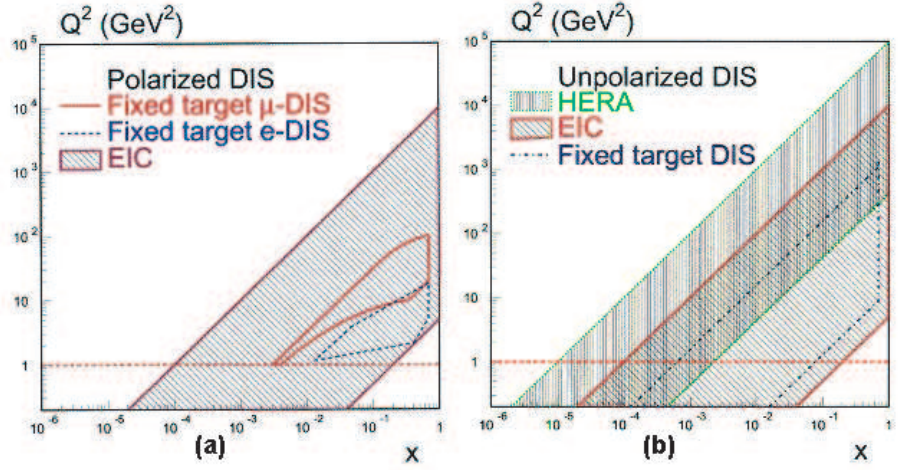 Q² (GeV²)
10⁵
10⁴
10³
10²
10
1
Polarized DIS
Fixed target µ-DIS
Fixed target e-DIS
EIC
10⁻⁶
10⁻⁵
10⁻⁴
10⁻³
10⁻²
10⁻¹
1
(a)
x
Q² (GeV²)
10⁵
10⁴
10³
10²
10
1
Unpolarized DIS
HERA
EIC
Fixed target DIS
10⁻⁶
10⁻⁵
10⁻⁴
10⁻³
10⁻²
10⁻¹
1
(b)
x